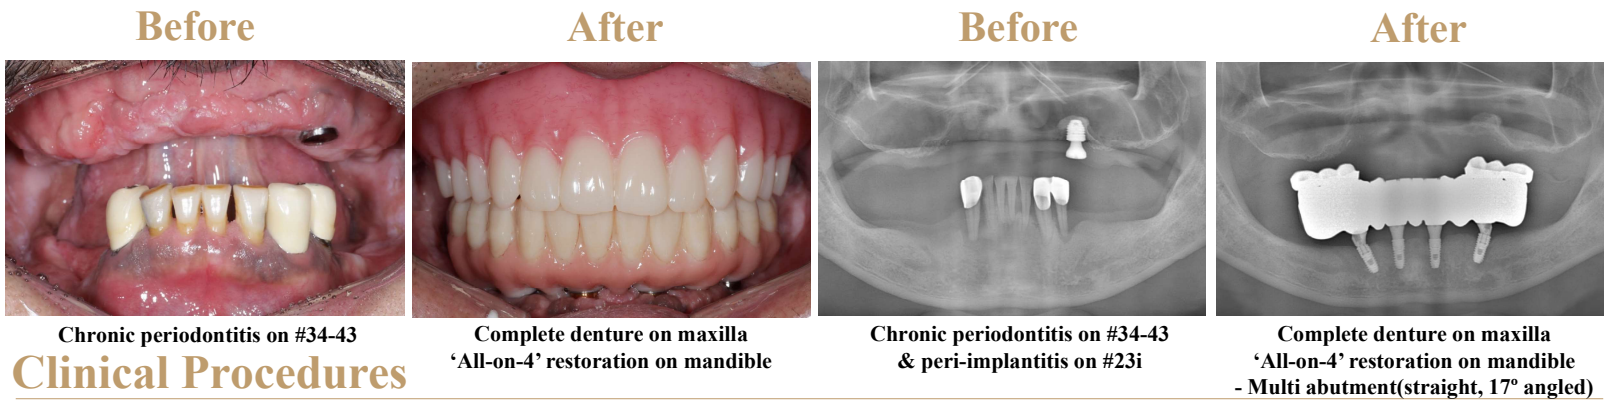 Before
After
Before
After
Chronic periodontitis on #34-43
Complete denture on maxilla
‘All-on-4’ restoration on mandible
Chronic periodontitis on #34-43
& peri-implantitis on #23i
Complete denture on maxilla
‘All-on-4’ restoration on mandible
- Multi abutment(straight, 17º angled)
Clinical Procedures